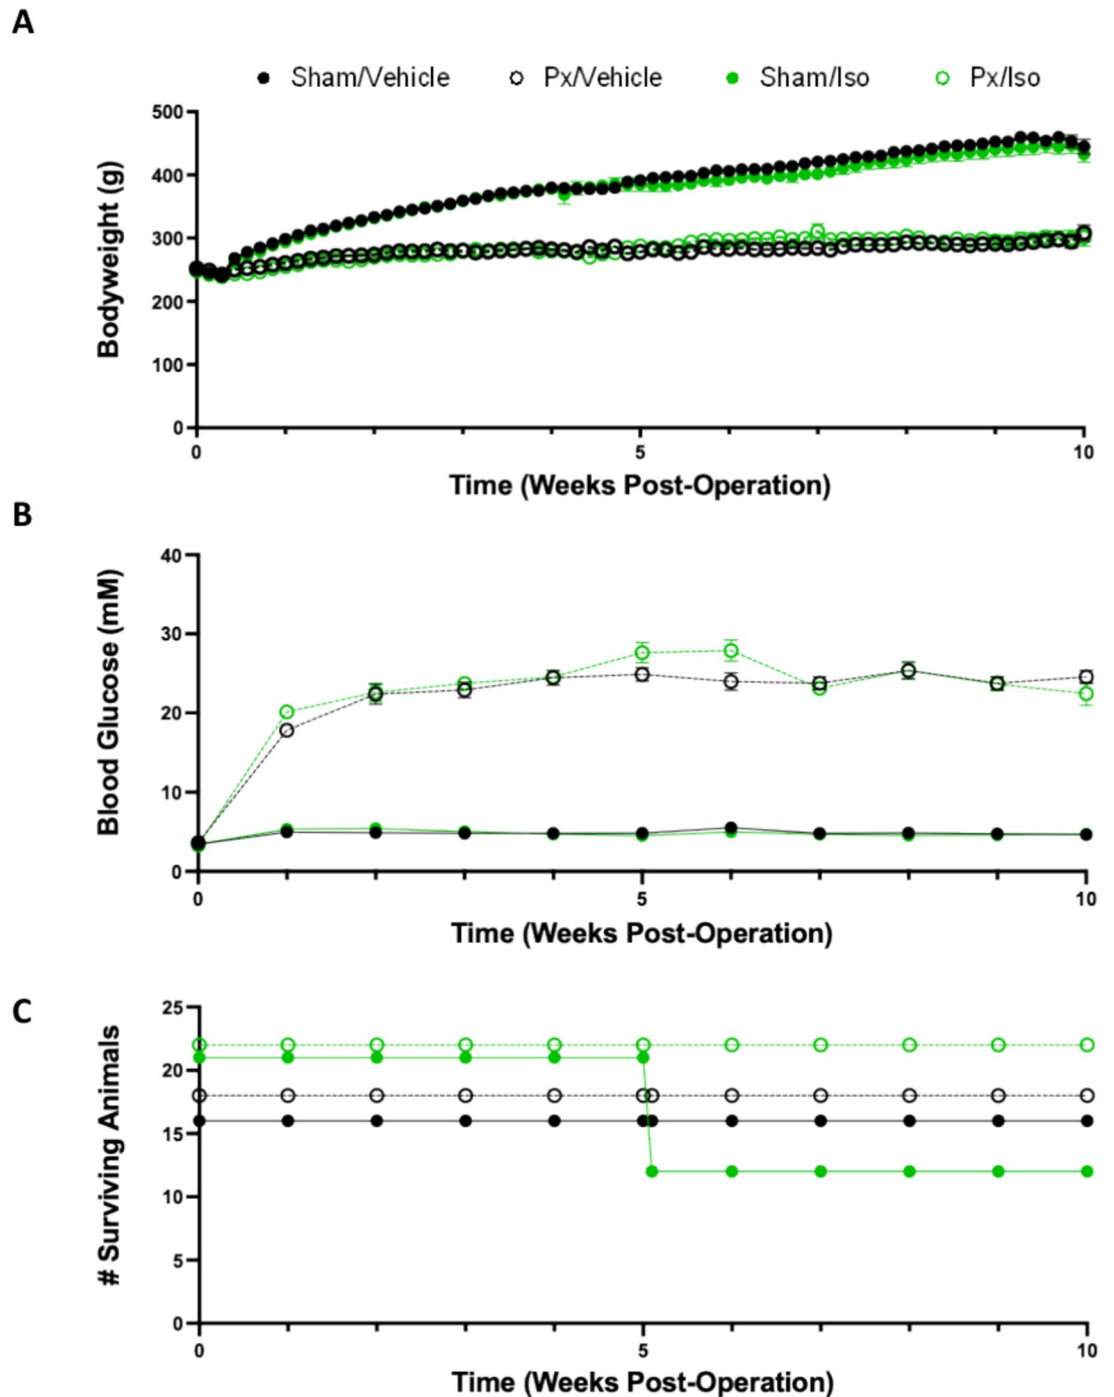 A
Sham/Vehicle Px/Vehicle Sham/Iso Px/Iso
500
400
300
200
100
0
Bodyweight (g)
0 5 10
Time (Weeks Post-Operation)
B
40
30
20
10
0
Blood Glucose (mM)
0 5 10
Time (Weeks Post-Operation)
C
25
20
15
10
5
0
# Surviving Animals
0 5 10
Time (Weeks Post-Operation)